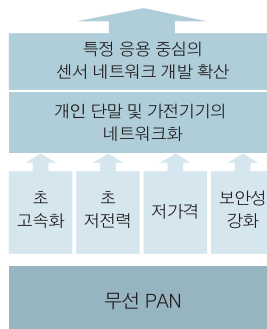 특정 응용 중심의
센서 네트워크 개발 확산
개인 단말 및 가전기기의
네트워크화
초
고속화
초
저전력
저가격
보안성
강화
무선 PAN